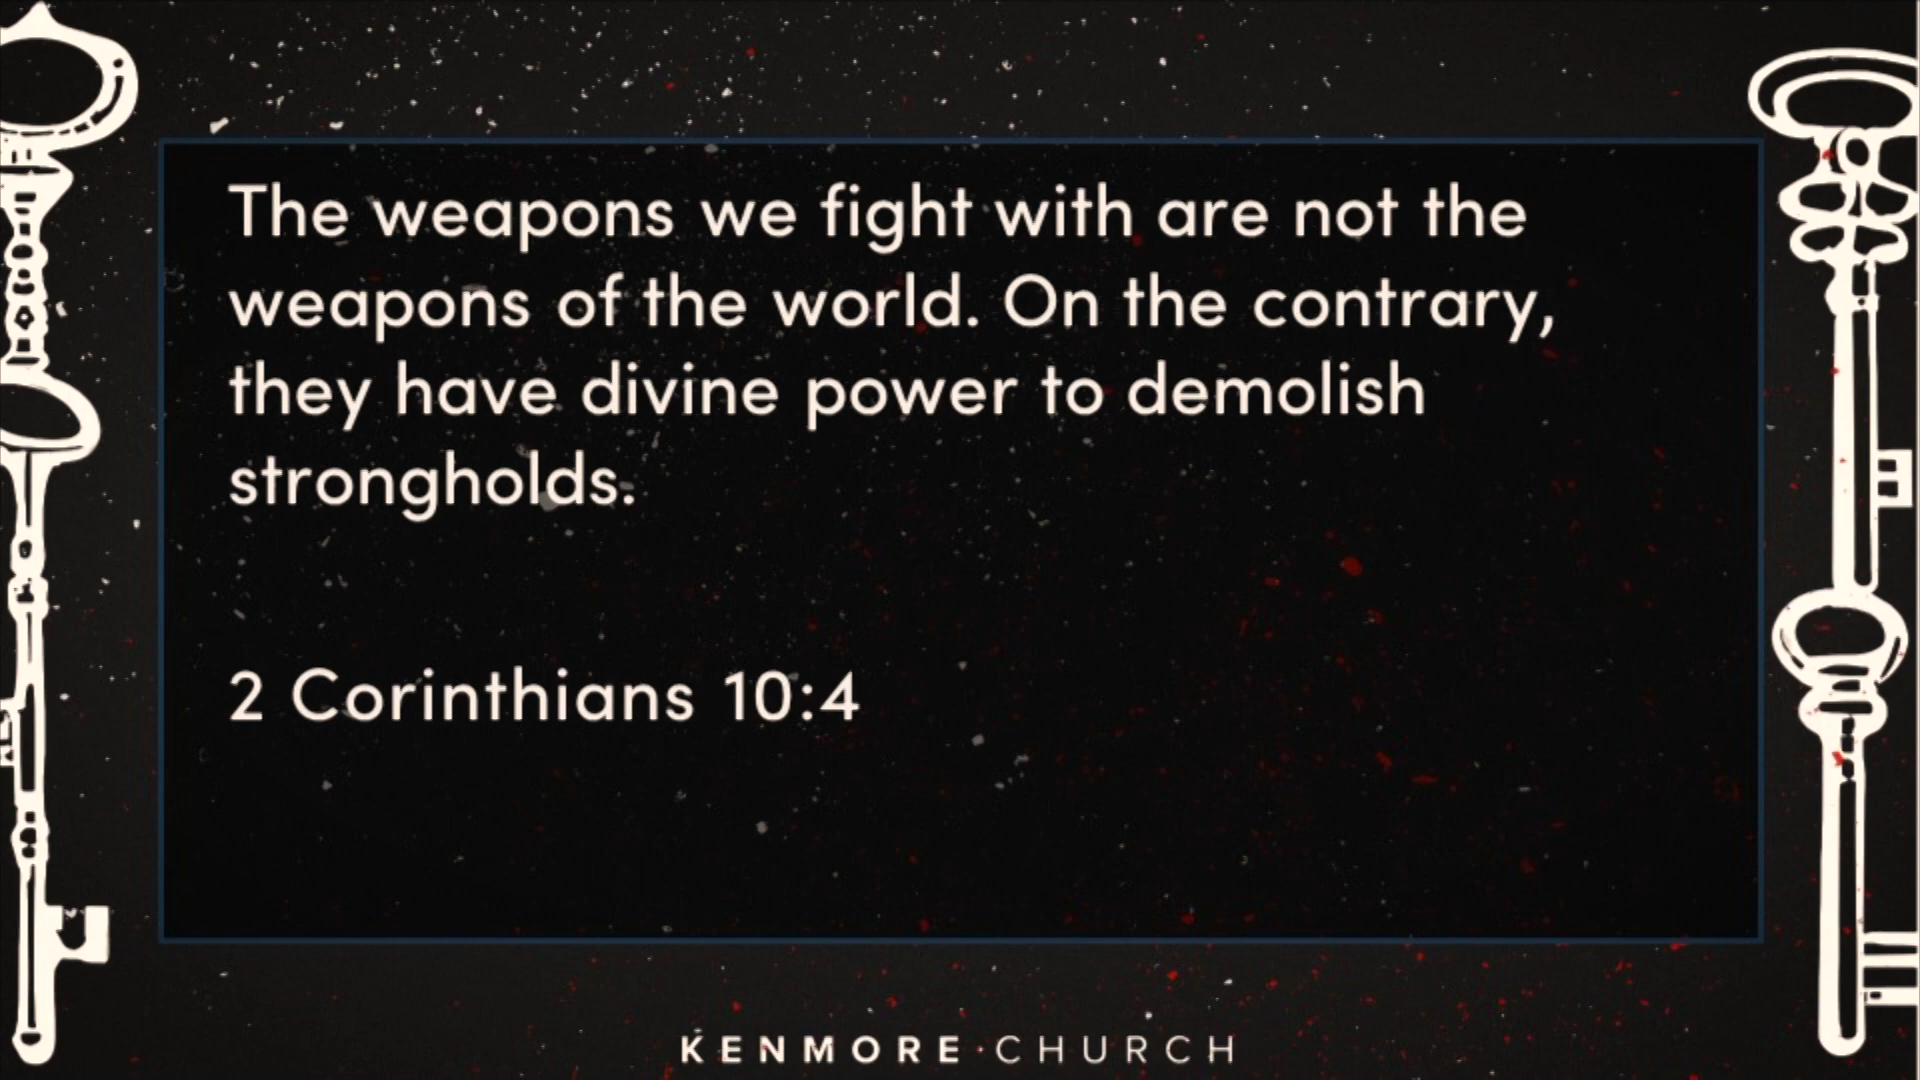 The weapons we fight with are not the
weapons of the world. On the contrary,
they have divine power to demolish
strongholds.
2 Corinthians 10:4
KENMORE·CHURCH